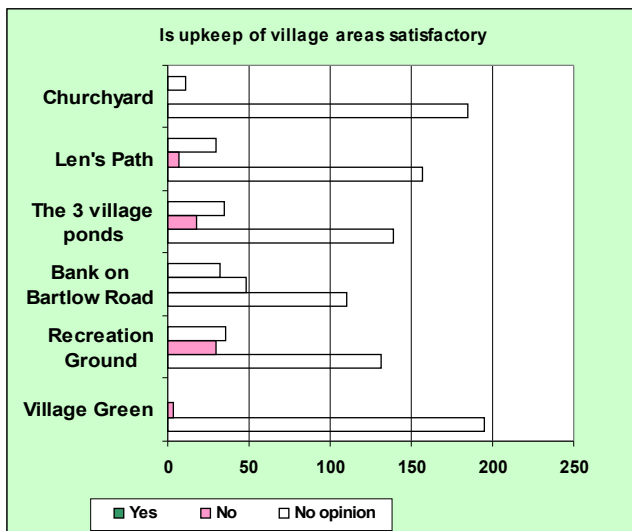 Is upkeep of village areas satisfactory
Churchyard
Len's Path
The 3 village
ponds
Bank on
Bartlow Road
Recreation
Ground
Village Green
0 50 100 150 200 250
Yes No No opinion